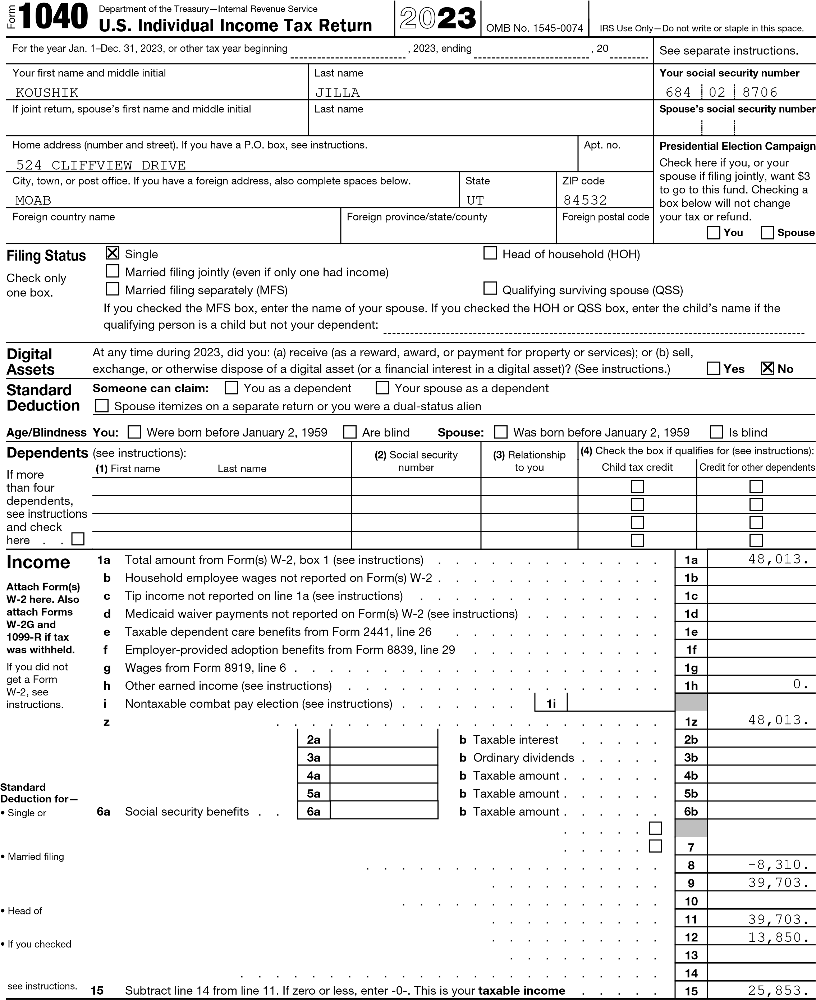 Form 1040 Department of the Treasury—Internal Revenue Service
U.S. Individual Income Tax Return 2023 OMB No. 1545-0074 IRS Use Only—Do not write or staple in this space.
For the year Jan. 1–Dec. 31, 2023, or other tax year beginning , 2023, ending , 20 See separate instructions.
Your first name and middle initial Last name Your social security number
KOUSHIK JILLA 684 02 8706
If joint return, spouse's first name and middle initial Last name Spouse's social security number
Home address (number and street). If you have a P.O. box, see instructions. Apt. no.
524 CLIFFVIEW DRIVE
City, town, or post office. If you have a foreign address, also complete spaces below. State ZIP code
MOAB UT 84532
Foreign country name Foreign province/state/county Foreign postal code
Presidential Election Campaign
Check here if you, or your
spouse if filing jointly, want $3
to go to this fund. Checking a
box below will not change
your tax or refund.
You Spouse
Filing Status
Check only
one box.
Single Head of household (HOH)
Married filing jointly (even if only one had income)
Married filing separately (MFS) Qualifying surviving spouse (QSS)
If you checked the MFS box, enter the name of your spouse. If you checked the HOH or QSS box, enter the child's name if the
qualifying person is a child but not your dependent:
Digital
Assets
At any time during 2023, did you: (a) receive (as a reward, award, or payment for property or services); or (b) sell,
exchange, or otherwise dispose of a digital asset (or a financial interest in a digital asset)? (See instructions.) Yes No
Standard
Deduction
Someone can claim: You as a dependent Your spouse as a dependent
Spouse itemizes on a separate return or you were a dual-status alien
Age/Blindness You: Were born before January 2, 1959 Are blind Spouse: Was born before January 2, 1959 Is blind
Dependents (see instructions):
(1) First name Last name (2) Social security number (3) Relationship to you (4) Check the box if qualifies for (see instructions):
Child tax credit Credit for other dependents
If more
than four
dependents,
see instructions
and check
here . .
Income
Attach Form(s)
W-2 here. Also
attach Forms
W-2G and
1099-R if tax
was withheld.
If you did not
get a Form
W-2, see
instructions.
1a Total amount from Form(s) W-2, box 1 (see instructions) 1a 48,013.
b Household employee wages not reported on Form(s) W-2 1b
c Tip income not reported on line 1a (see instructions) 1c
d Medicaid waiver payments not reported on Form(s) W-2 (see instructions) 1d
e Taxable dependent care benefits from Form 2441, line 26 1e
f Employer-provided adoption benefits from Form 8839, line 29 1f
g Wages from Form 8919, line 6 1g
h Other earned income (see instructions) 1h 0.
i Nontaxable combat pay election (see instructions) 1i
z 1z 48,013.
2a b Taxable interest 2b
3a b Ordinary dividends 3b
4a b Taxable amount 4b
5a b Taxable amount 5b
6a Social security benefits 6a b Taxable amount 6b
Standard
Deduction for—
• Single or
7
• Married filing
8 -8,310.
9 39,703.
10
• Head of
11 39,703.
12 13,850.
• If you checked
13
14
see instructions.
15 Subtract line 14 from line 11. If zero or less, enter -0-. This is your taxable income 15 25,853.